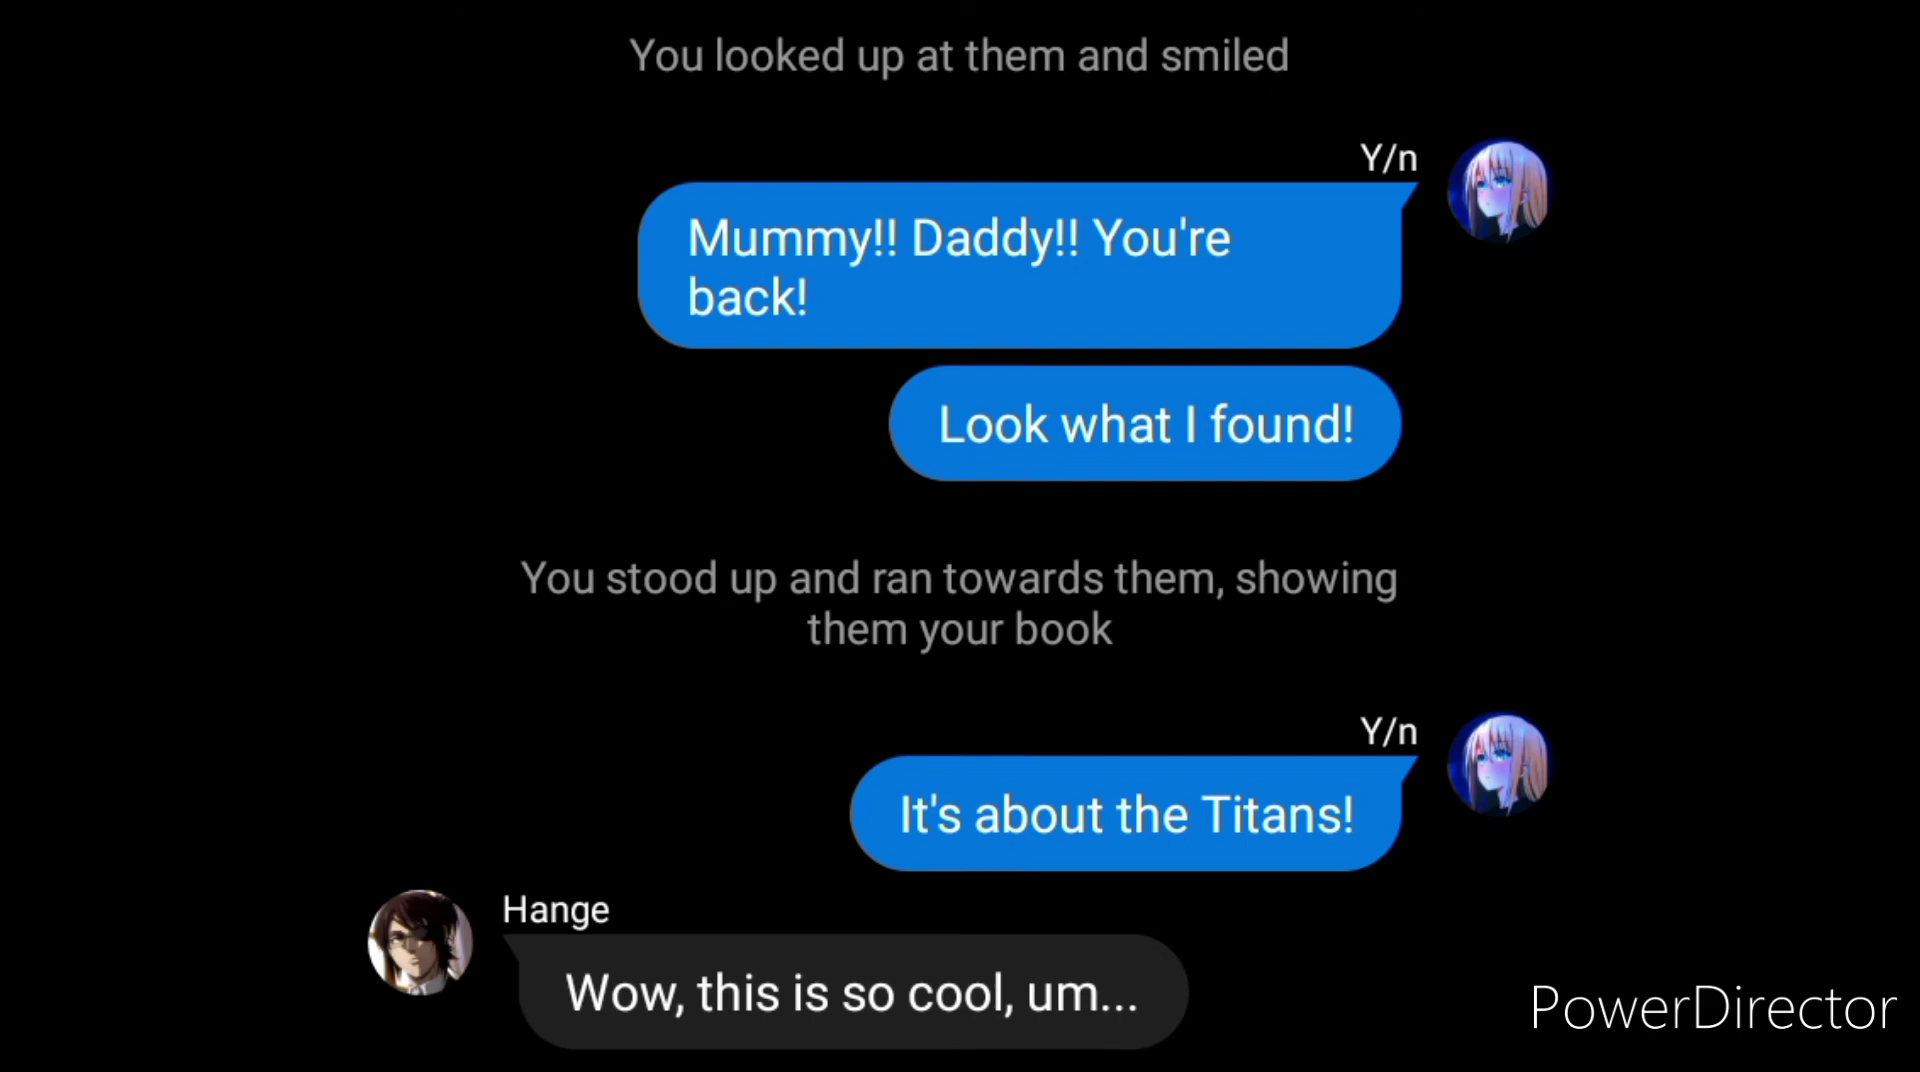 You looked up at them and smiled
Y/n
Mummy!! Daddy!! You're
back!
Look what I found!
You stood up and ran towards them, showing
them your book
Y/n
It's about the Titans!
Hange
Wow, this is so cool, um...
PowerDirector